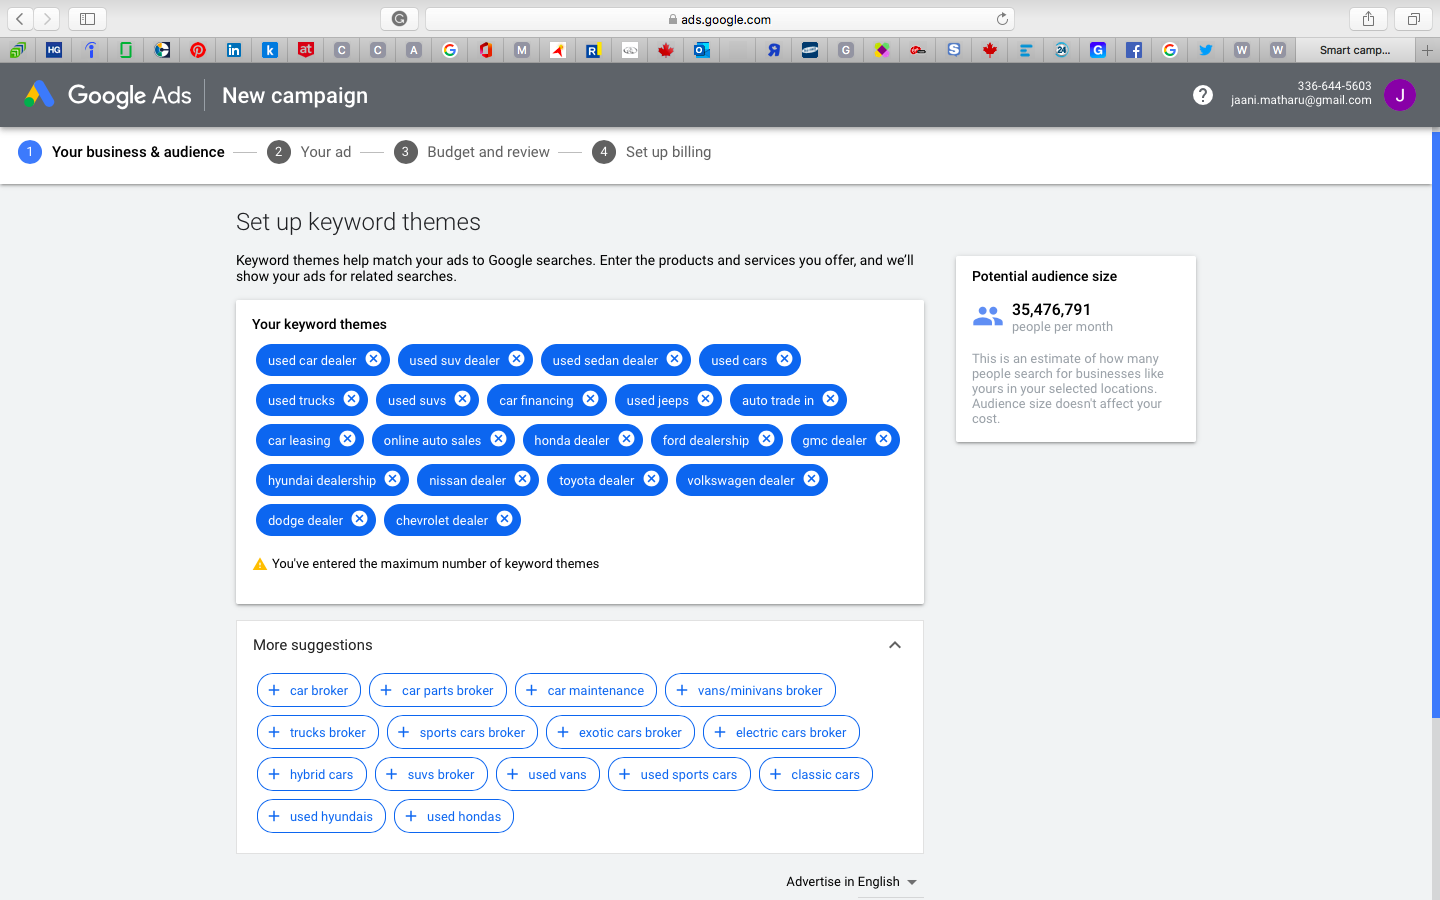 ads.google.com
HG in k at C C A M R G S 24 G f G W W Smart camp...
Google Ads New campaign
336-644-5603
jaani.matharu@gmail.com
J
1 Your business & audience 2 Your ad 3 Budget and review 4 Set up billing
Set up keyword themes
Keyword themes help match your ads to Google searches. Enter the products and services you offer, and we'll
show your ads for related searches.
Your keyword themes
used car dealer used suv dealer used sedan dealer used cars
used trucks used suvs car financing used jeeps auto trade in
car leasing online auto sales honda dealer ford dealership gmc dealer
hyundai dealership nissan dealer toyota dealer volkswagen dealer
dodge dealer chevrolet dealer
You've entered the maximum number of keyword themes
Potential audience size
35,476,791
people per month
This is an estimate of how many
people search for businesses like
yours in your selected locations.
Audience size doesn't affect your
cost.
More suggestions
+ car broker + car parts broker + car maintenance + vans/minivans broker
+ trucks broker + sports cars broker + exotic cars broker + electric cars broker
+ hybrid cars + suvs broker + used vans + used sports cars + classic cars
+ used hyundais + used hondas
Advertise in English